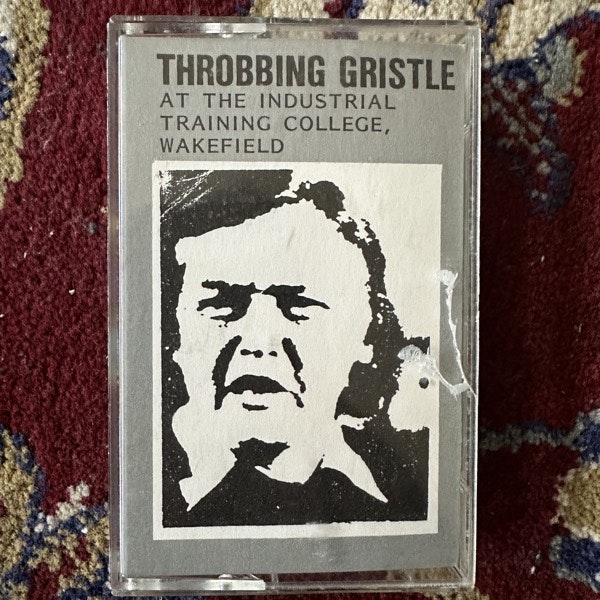 THROBBING GRISTLE
AT THE INDUSTRIAL
TRAINING COLLEGE,
WAKEFIELD